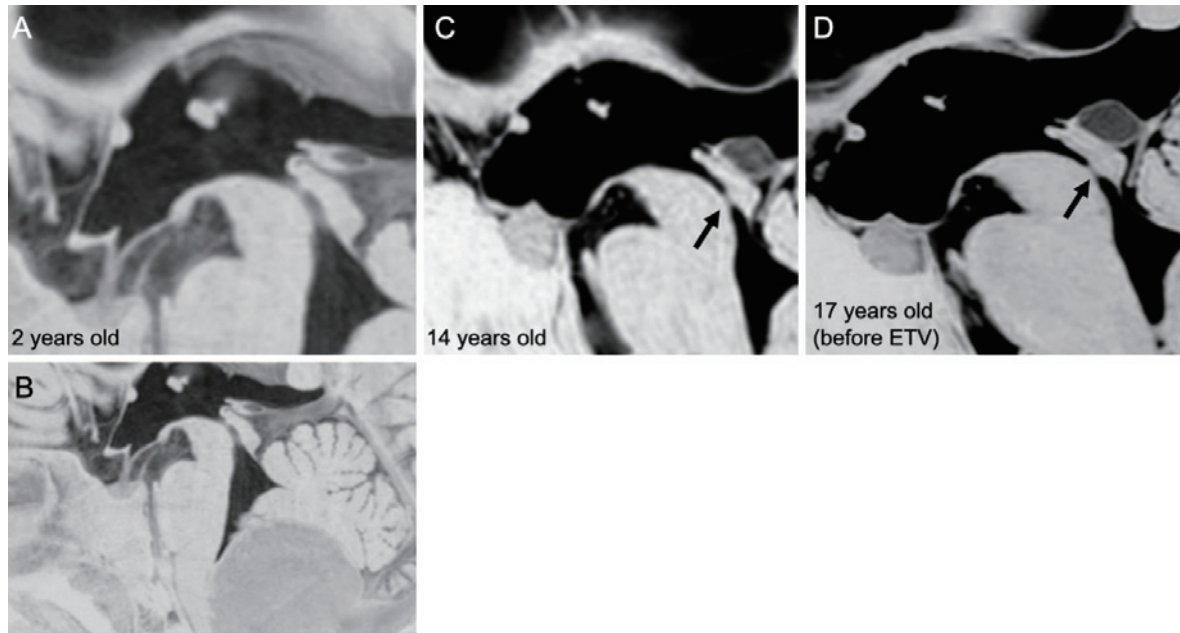 A
2 years old
C
14 years old
D
17 years old
(before ETV)
B